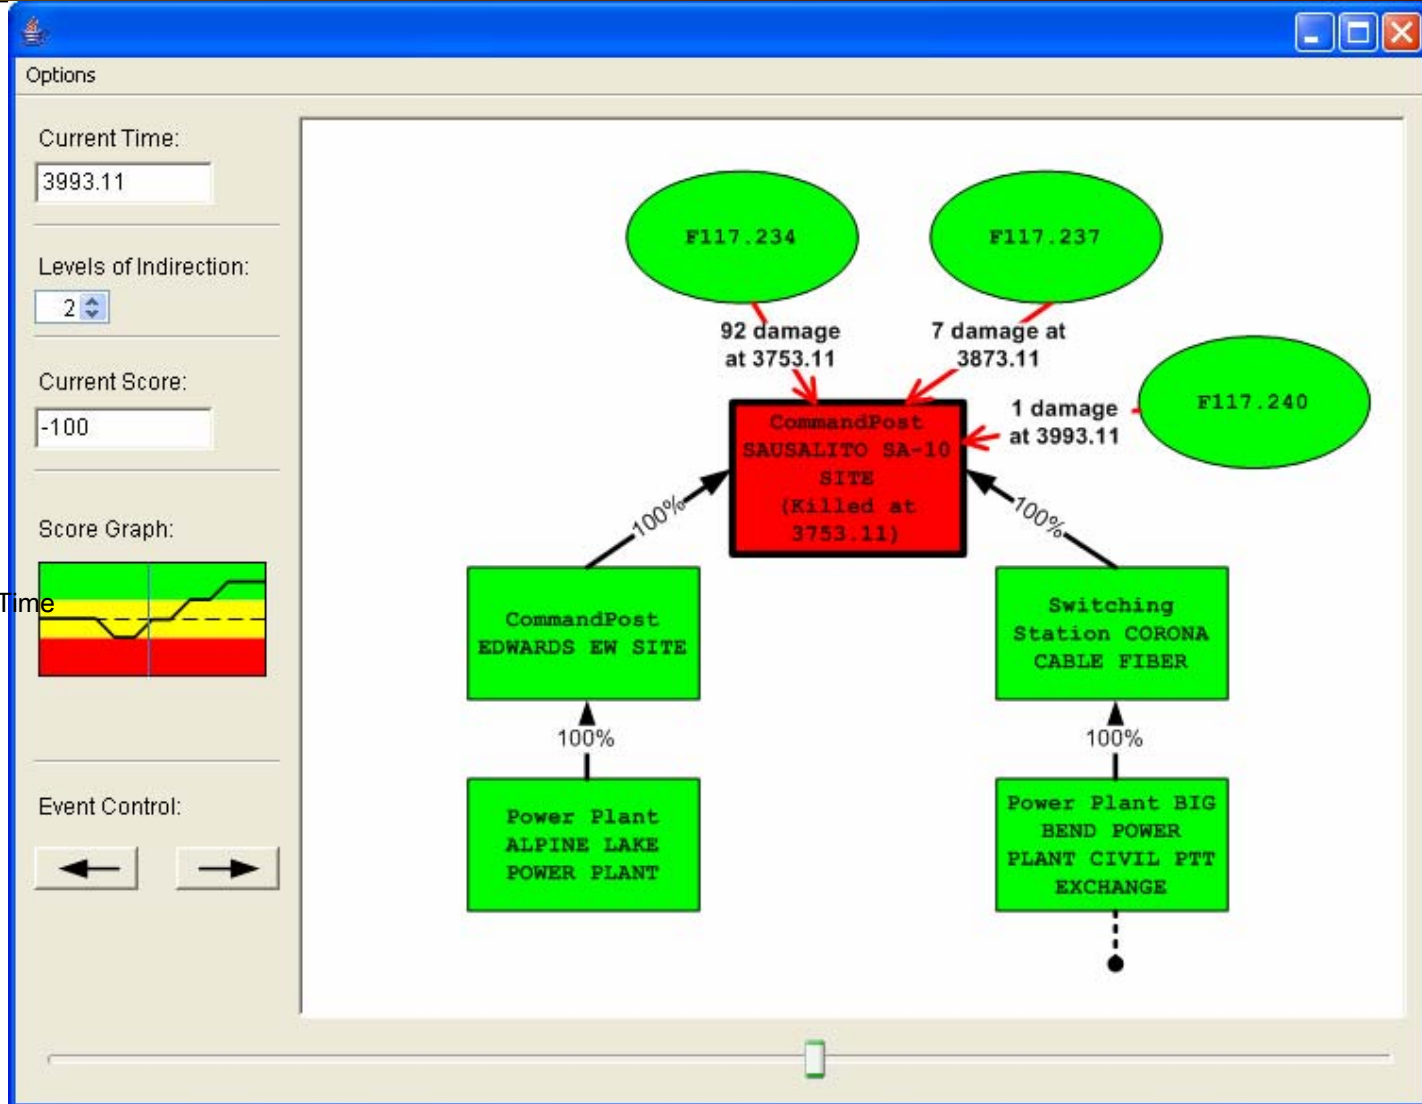 Options
Current Time:
3993.11
Levels of Indirection:
2
Current Score:
-100
Score Graph:
Time
Event Control:
F117.234
F117.237
92 damage
at 3753.11
7 damage at
3873.11
F117.240
1 damage
at 3993.11
CommandPost
SAUSALITO SA-10
SITE
(Killed at
3753.11)
100%
100%
CommandPost
EDWARDS EW SITE
Switching
Station CORONA
CABLE FIBER
100%
100%
Power Plant
ALPINE LAKE
POWER PLANT
Power Plant BIG
BEND POWER
PLANT CIVIL PTT
EXCHANGE